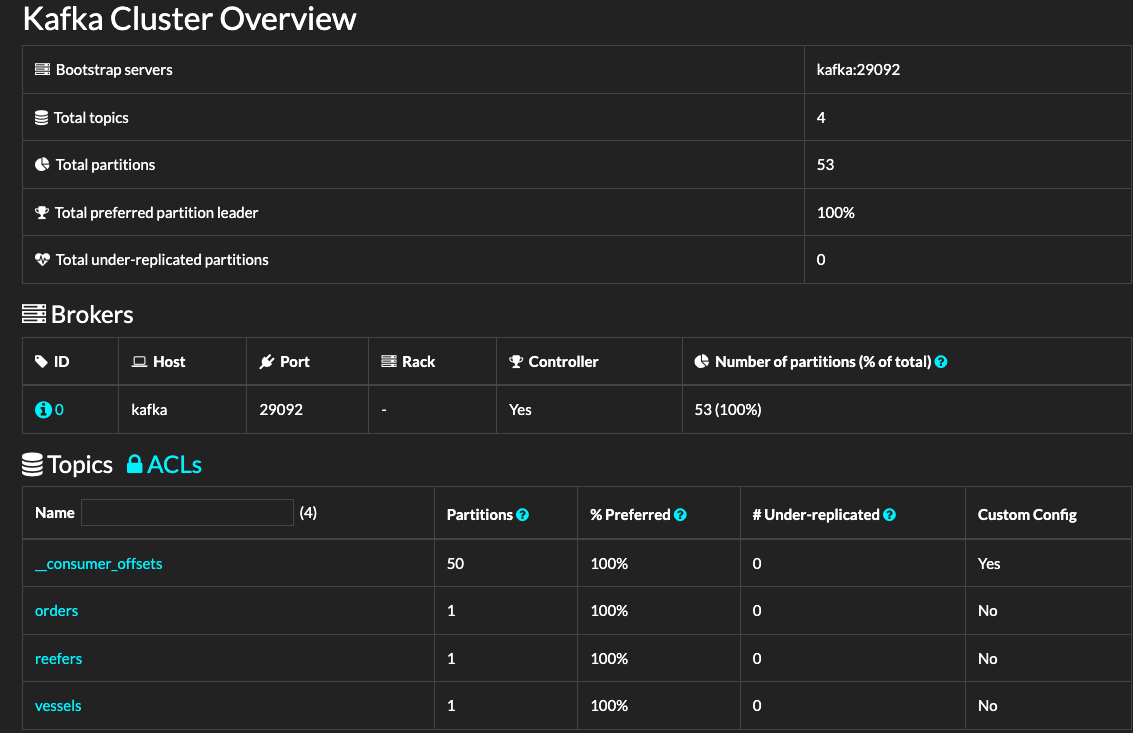 Kafka Cluster Overview
Bootstrap servers kafka:29092
Total topics 4
Total partitions 53
Total preferred partition leader 100%
Total under-replicated partitions 0
Brokers
ID Host Port Rack Controller Number of partitions (% of total)
0 kafka 29092 - Yes 53 (100%)
Topics ACLs
Name (4) Partitions % Preferred # Under-replicated Custom Config
__consumer_offsets 50 100% 0 Yes
orders 1 100% 0 No
reefers 1 100% 0 No
vessels 1 100% 0 No